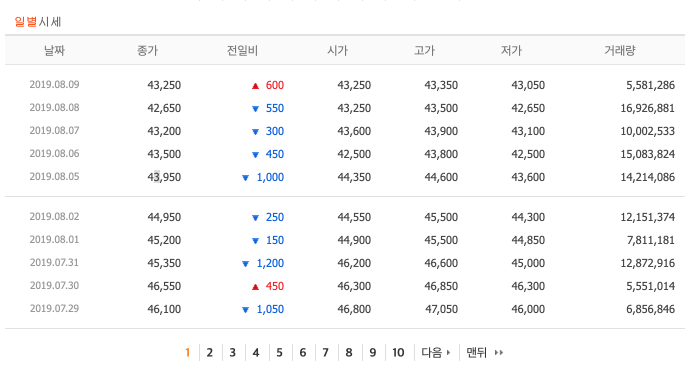 일별시세
날짜 종가 전일비 시가 고가 저가 거래량
2019.08.09 43,250 ▲ 600 43,250 43,350 43,050 5,581,286
2019.08.08 42,650 ▼ 550 43,250 43,500 42,650 16,926,881
2019.08.07 43,200 ▼ 300 43,600 43,900 43,100 10,002,533
2019.08.06 43,500 ▼ 450 42,500 43,800 42,500 15,083,824
2019.08.05 43,950 ▼ 1,000 44,350 44,600 43,600 14,214,086
2019.08.02 44,950 ▼ 250 44,550 45,500 44,300 12,151,374
2019.08.01 45,200 ▼ 150 44,900 45,500 44,850 7,811,181
2019.07.31 45,350 ▼ 1,200 46,200 46,600 45,000 12,872,916
2019.07.30 46,550 ▲ 450 46,300 46,850 46,300 5,551,014
2019.07.29 46,100 ▼ 1,050 46,800 47,050 46,000 6,856,846
1 2 3 4 5 6 7 8 9 10 다음 맨뒤